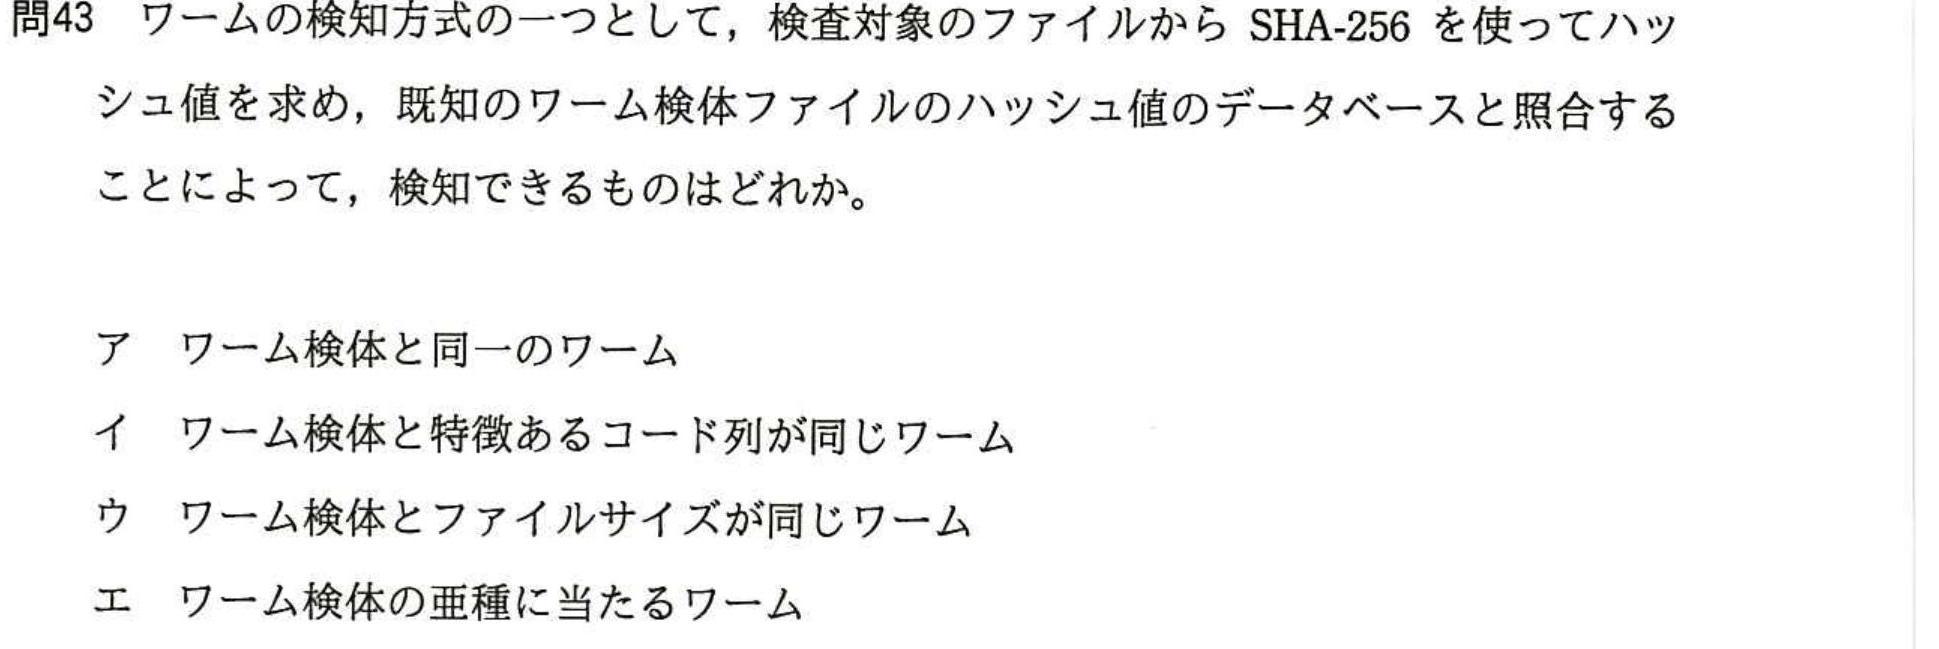 問43　ワームの検知方式の一つとして，検査対象のファイルから SHA-256 を使ってハッ
シュ値を求め，既知のワーム検体ファイルのハッシュ値のデータベースと照合する
ことによって，検知できるものはどれか。
ア　ワーム検体と同一のワーム
イ　ワーム検体と特徴あるコード列が同じワーム
ウ　ワーム検体とファイルサイズが同じワーム
エ　ワーム検体の亜種に当たるワーム